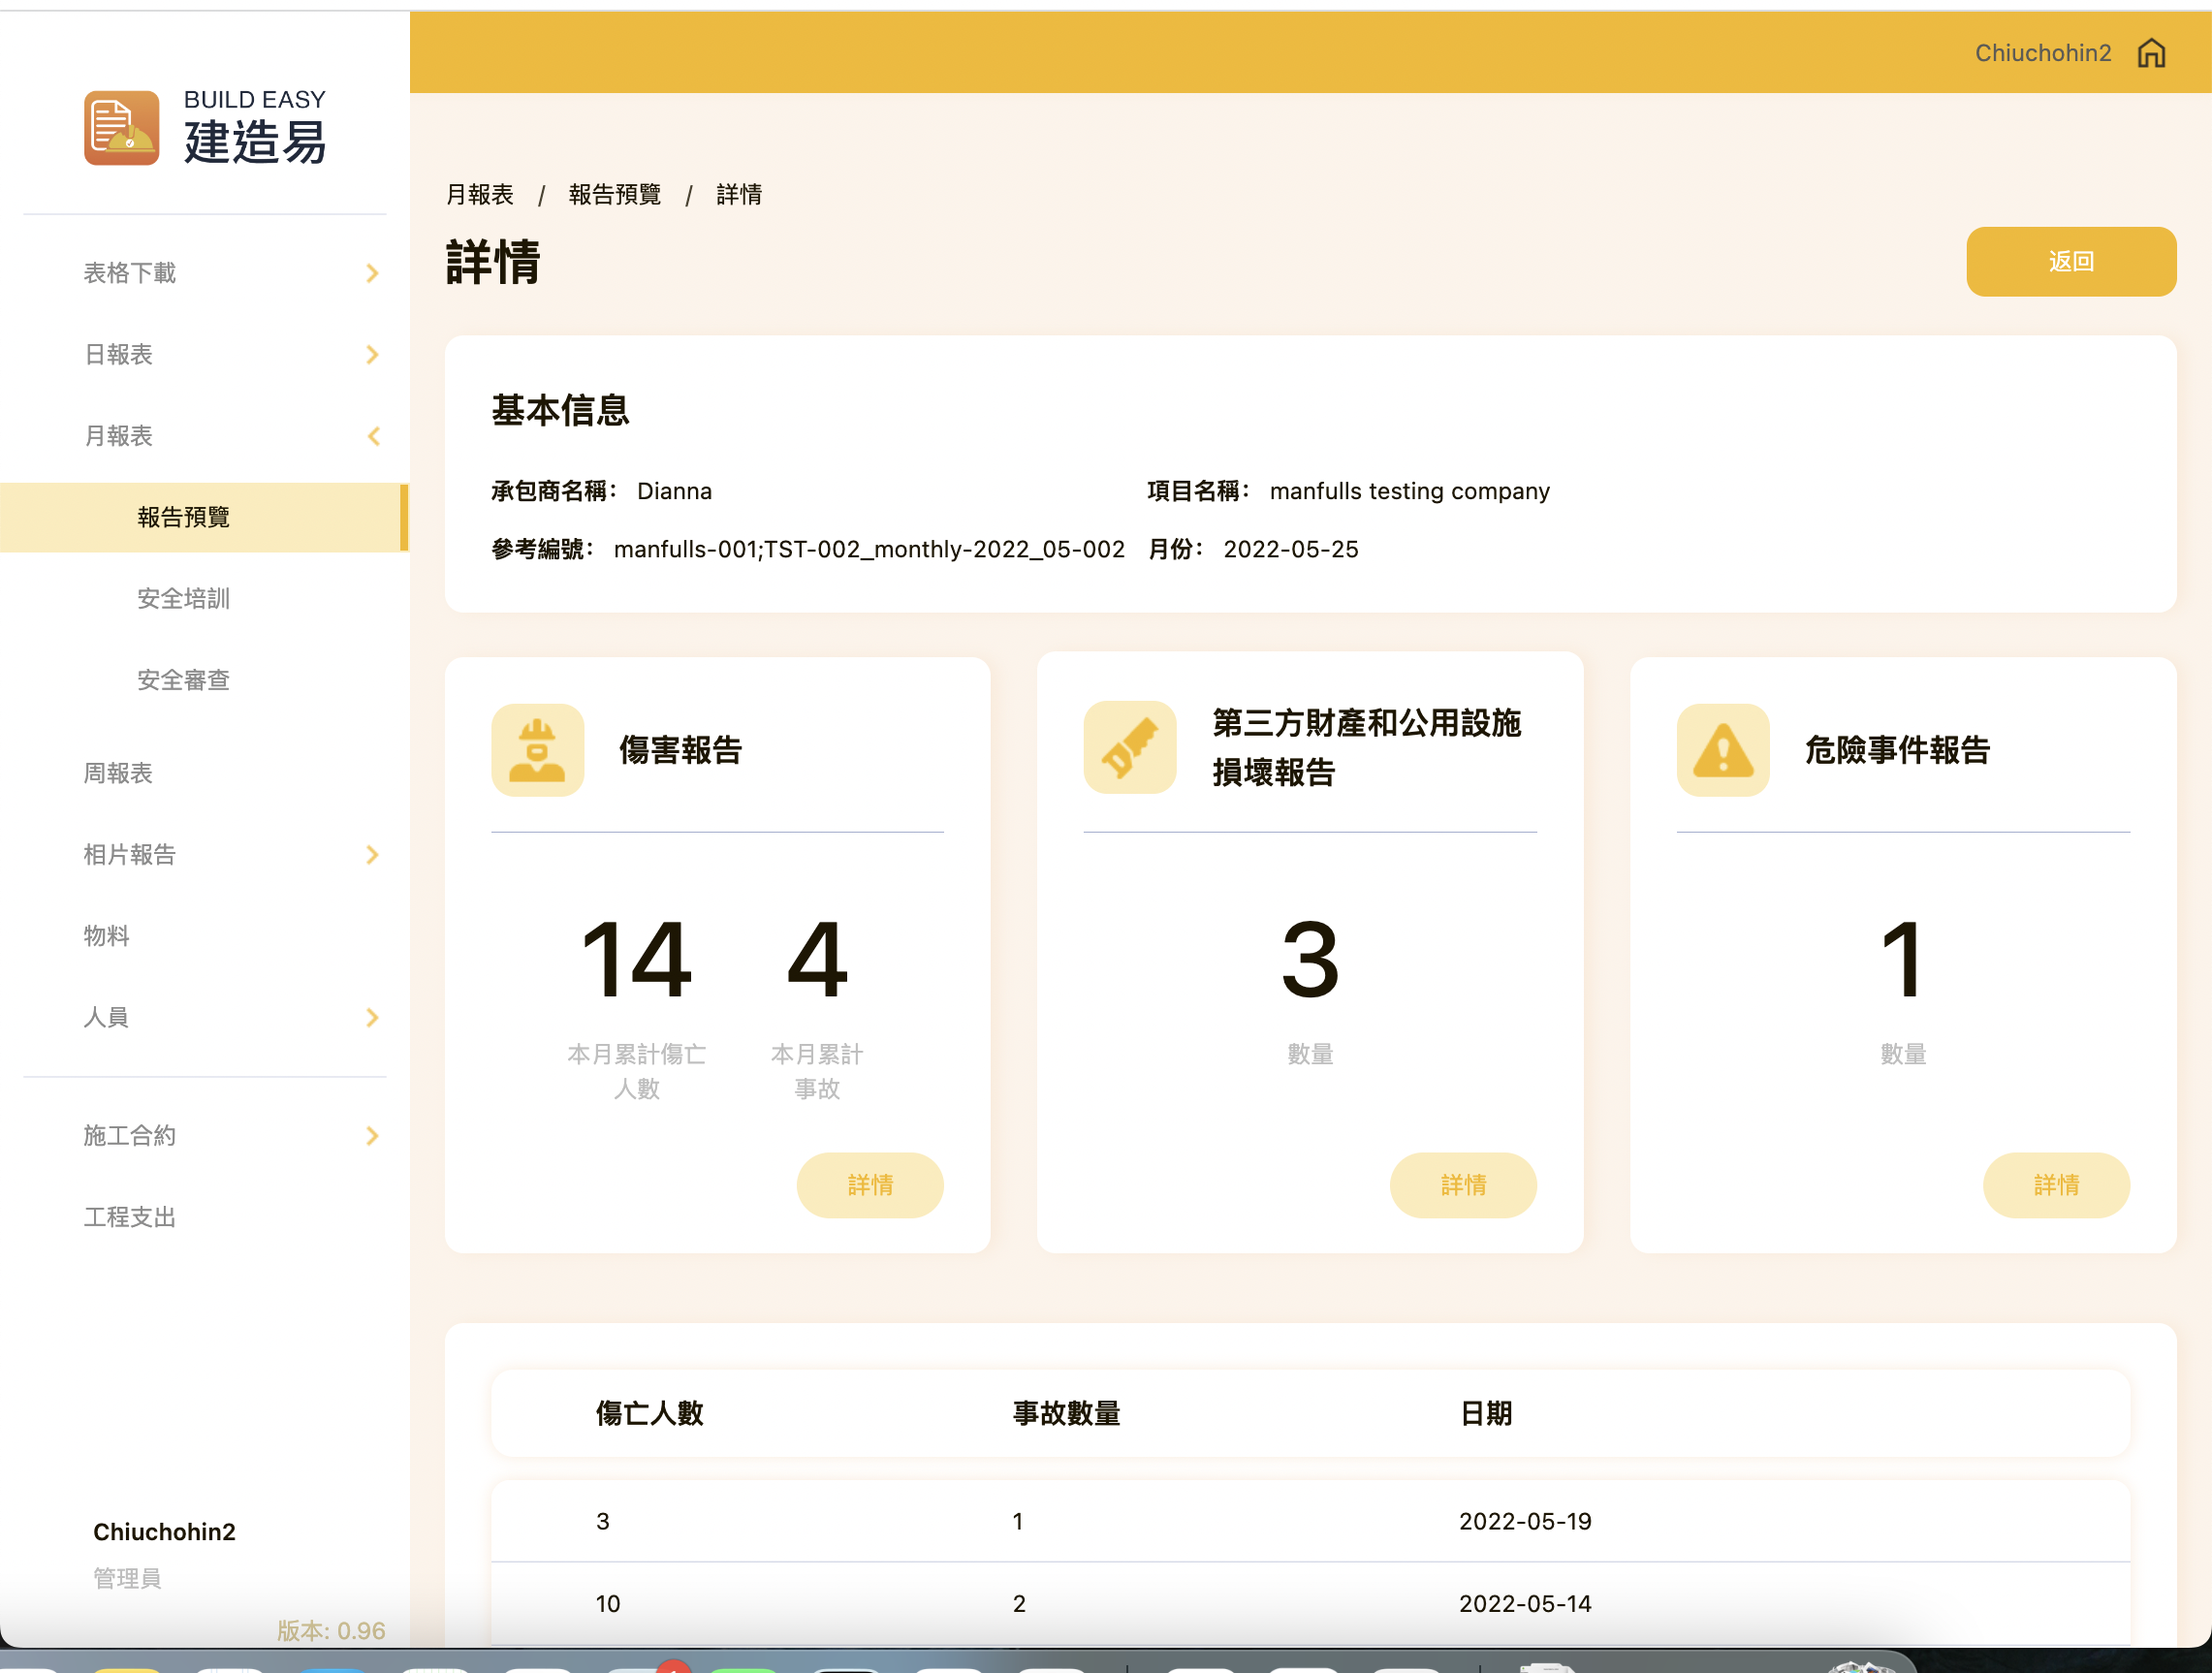 Chiuchohin2
BUILD EASY
建造易
表格下載
日報表
月報表
報告預覽
安全培訓
安全審查
周報表
相片報告
物料
人員
施工合約
工程支出
Chiuchohin2
管理員
版本: 0.96
月報表 / 報告預覽 / 詳情
詳情
返回
基本信息
承包商名稱： Dianna
項目名稱： manfulls testing company
參考編號： manfulls-001;TST-002_monthly-2022_05-002
月份： 2022-05-25
傷害報告
14
本月累計傷亡
人數
4
本月累計
事故
詳情
第三方財產和公用設施
損壞報告
3
數量
詳情
危險事件報告
1
數量
詳情
傷亡人數 事故數量 日期
3 1 2022-05-19
10 2 2022-05-14